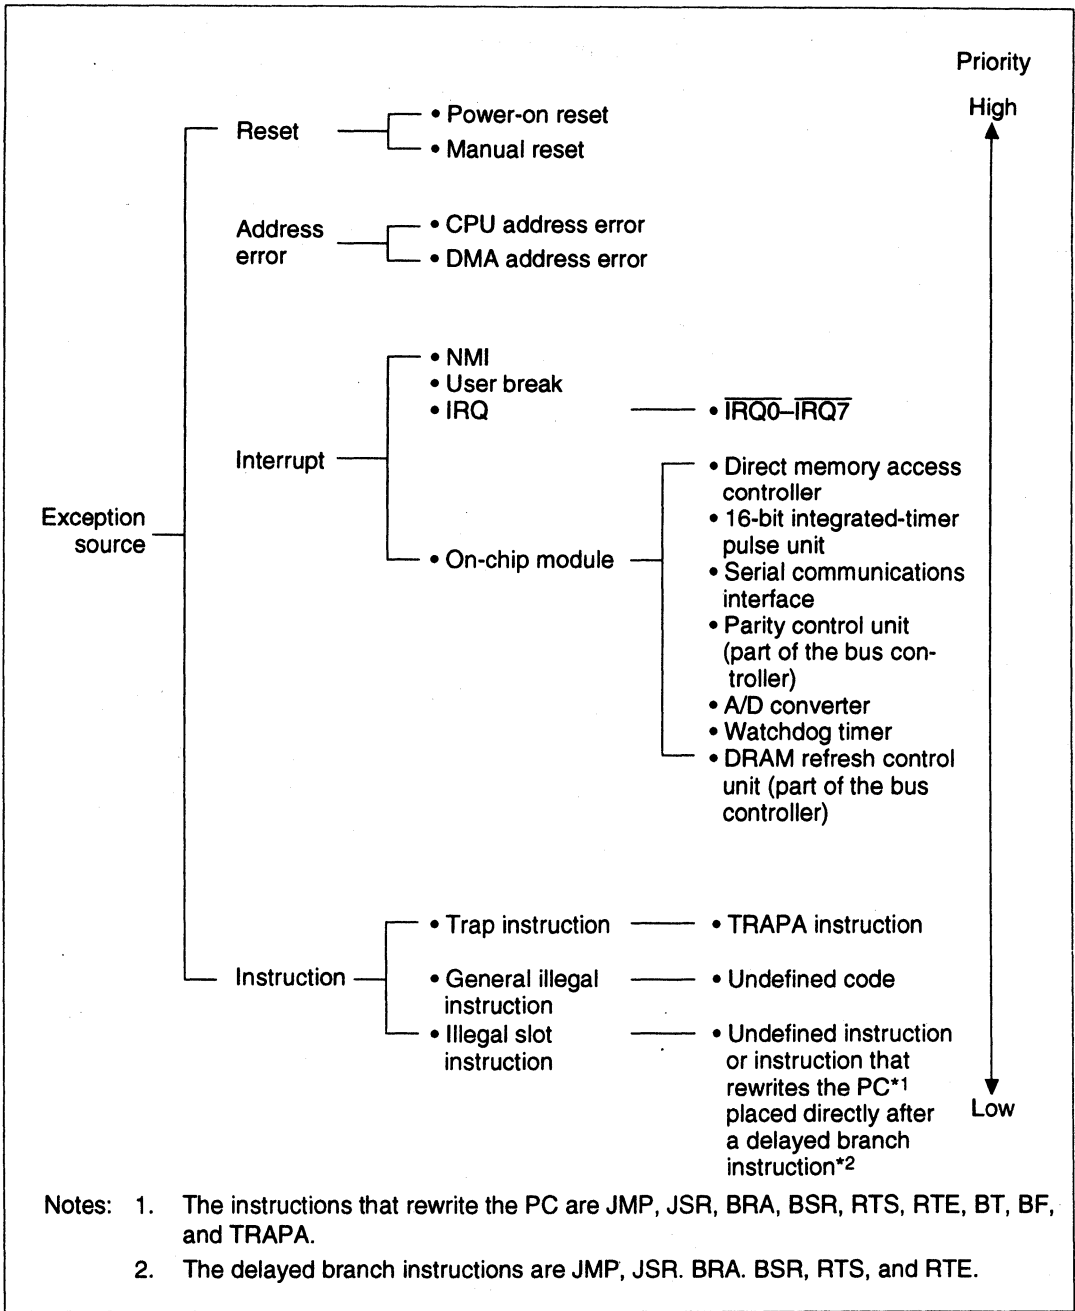 Priority
High
Reset
• Power-on reset
• Manual reset
Address
error
• CPU address error
• DMA address error
Interrupt
• NMI
• User break
• IRQ
• IRQ0–IRQ7
Exception
source
• On-chip module
• Direct memory access
controller
• 16-bit integrated-timer
pulse unit
• Serial communications
interface
• Parity control unit
(part of the bus con-
troller)
• A/D converter
• Watchdog timer
• DRAM refresh control
unit (part of the bus
controller)
Instruction
• Trap instruction
• TRAPA instruction
• General illegal
instruction
• Undefined code
• Illegal slot
instruction
• Undefined instruction
or instruction that
rewrites the PC*1
placed directly after
a delayed branch
instruction*2
Low
Notes: 1. The instructions that rewrite the PC are JMP, JSR, BRA, BSR, RTS, RTE, BT, BF,
and TRAPA.
2. The delayed branch instructions are JMP, JSR. BRA. BSR, RTS, and RTE.